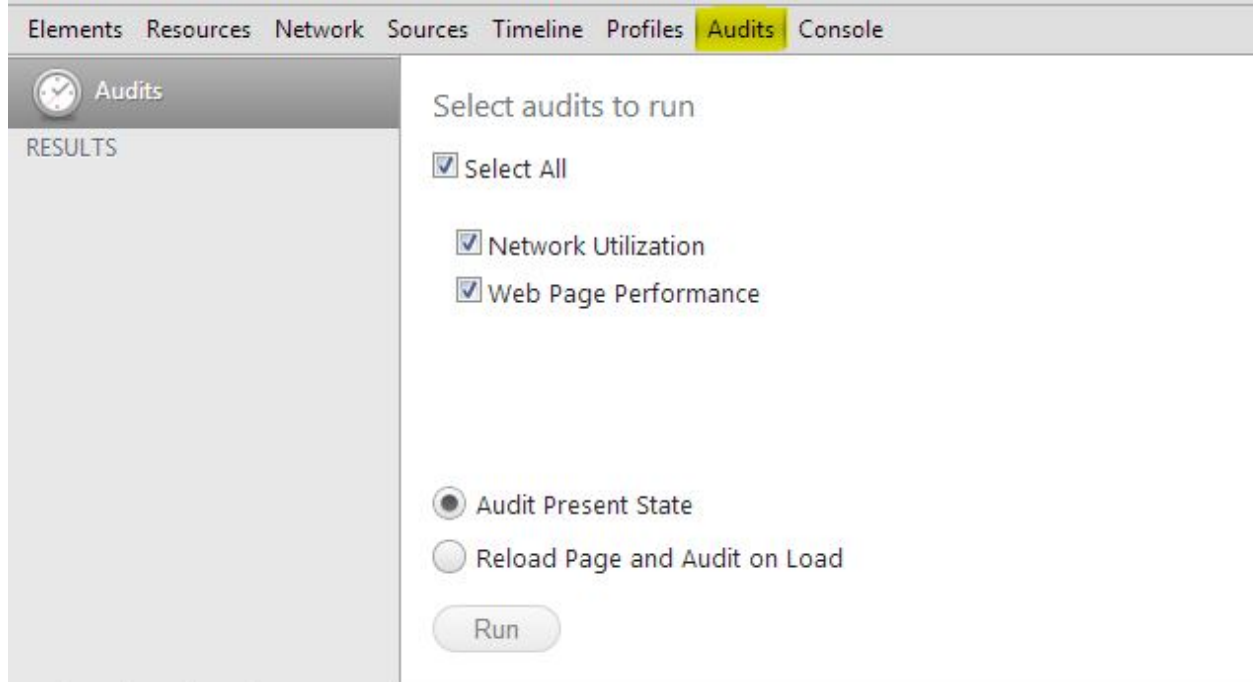 Elements Resources Network Sources Timeline Profiles Audits Console
Audits
RESULTS
Select audits to run
Select All
Network Utilization
Web Page Performance
Audit Present State
Reload Page and Audit on Load
Run